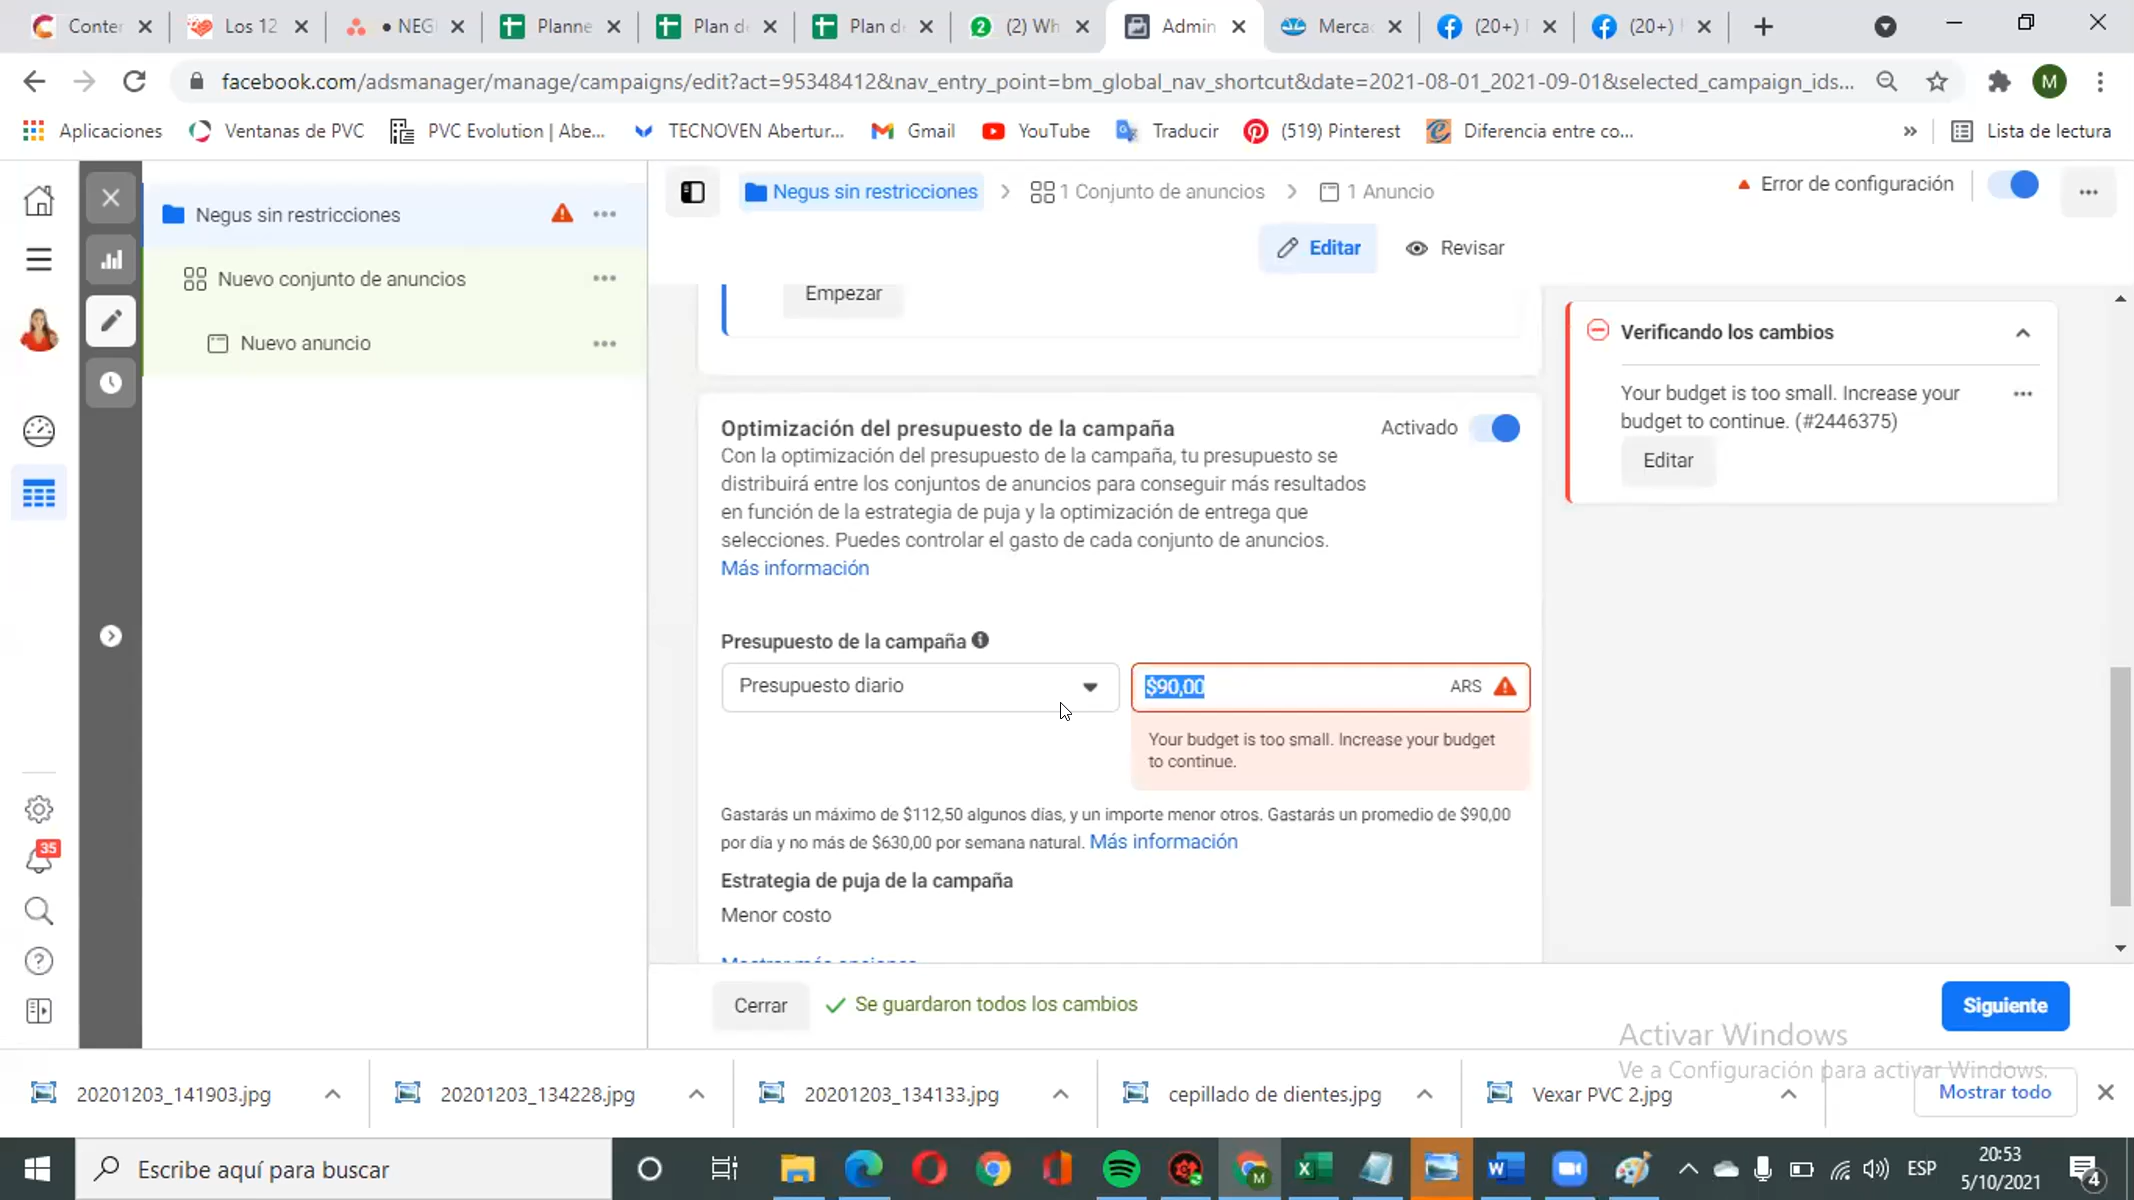 Conter
Los 12
• NEG
Planne
Plan d
Plan d
(2) Wh
Admin
Merca
(20+)
(20+)
facebook.com/adsmanager/manage/campaigns/edit?act=95348412&nav_entry_point=bm_global_nav_shortcut&date=2021-08-01_2021-09-01&selected_campaign_ids...
M
Aplicaciones
Ventanas de PVC
PVC Evolution | Abe...
TECNOVEN Abertur...
Gmail
YouTube
Traducir
(519) Pinterest
Diferencia entre co...
»
Lista de lectura
Negus sin restricciones
Nuevo conjunto de anuncios
Nuevo anuncio
35
Negus sin restricciones
1 Conjunto de anuncios
1 Anuncio
Error de configuración
Editar
Revisar
Empezar
Verificando los cambios
Your budget is too small. Increase your
budget to continue. (#2446375)
Editar
Optimización del presupuesto de la campaña
Activado
Con la optimización del presupuesto de la campaña, tu presupuesto se
distribuirá entre los conjuntos de anuncios para conseguir más resultados
en función de la estrategia de puja y la optimización de entrega que
selecciones. Puedes controlar el gasto de cada conjunto de anuncios.
Más información
Presupuesto de la campaña
Presupuesto diario
$90,00
ARS
Your budget is too small. Increase your budget
to continue.
Gastarás un máximo de $112,50 algunos días, y un importe menor otros. Gastarás un promedio de $90,00
por día y no más de $630,00 por semana natural. Más información
Estrategia de puja de la campaña
Menor costo
Mostrar más opciones
Cerrar
Se guardaron todos los cambios
Siguiente
Activar Windows
Ve a Configuración para activar Windows.
20201203_141903.jpg
20201203_134228.jpg
20201203_134133.jpg
cepillado de dientes.jpg
Vexar PVC 2.jpg
Mostrar todo
Escribe aquí para buscar
ESP
20:53
5/10/2021
4